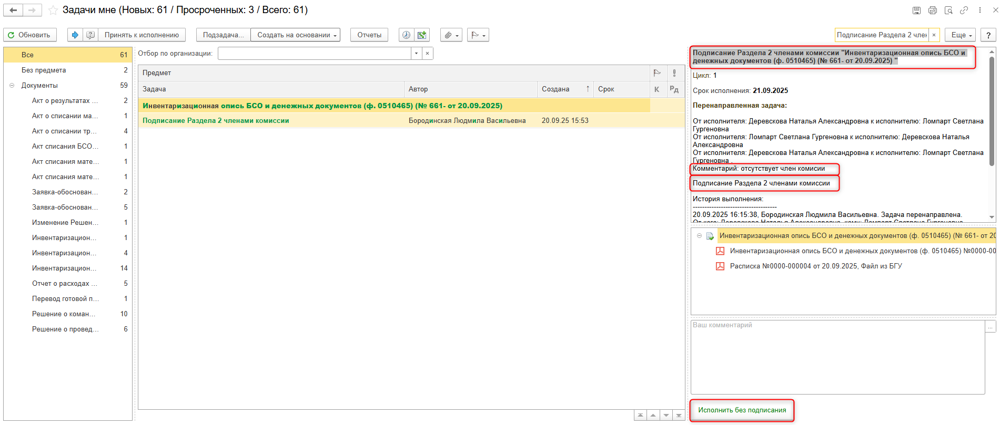 Задачи мне (Новых: 61 / Просроченных: 3 / Всего: 61)
Обновить
Принять к исполнению
Подзадача...
Создать на основании
Отчеты
Подписание Раздела 2 член
×
Еще
?
Все 61
Без предмета 2
Документы 59
Акт о результатах ... 2
Акт о списании ма... 1
Акт о списании тр... 4
Акт списания БСО... 1
Акт списания мате... 1
Акт списания мате... 1
Заявка-обоснован... 2
Заявка-обоснован... 5
Изменение Решен... 1
Инвентаризацион... 1
Инвентаризацион... 4
Инвентаризацион... 14
Отчет о расходах ... 5
Перевод готовой п... 1
Решение о коман... 10
Решение о провед... 6
Отбор по организации:
×
Предмет
Задача Автор Создана ↑ Срок К РД
Инвентаризационная опись БСО и денежных документов (ф. 0510465) (№ 661- от 20.09.2025)
Подписание Раздела 2 членами комиссии Бородинская Людмила Васильевна 20.09.25 15:53
Подписание Раздела 2 членами комиссии "Инвентаризационная опись БСО и
денежных документов (ф. 0510465) (№ 661- от 20.09.2025) "
Цикл: 1
Срок исполнения: 21.09.2025
Перенаправленная задача:
От исполнителя: Деревскова Наталья Александровна к исполнителю: Ломпарт Светлана
Гургеновна
От исполнителя: Ломпарт Светлана Гургеновна к исполнителю: Деревскова Наталья
Александровна
От исполнителя: Деревскова Наталья Александровна к исполнителю: Ломпарт Светлана
Гургеновна .
Комментарий: отсутствует член комисии
Подписание Раздела 2 членами комиссии
История выполнения:
------------------------------------
20.09.2025 16:15:38, Бородинская Людмила Васильевна. Задача перенаправлена.
От кого: Деревскова Наталья Александровна, кому: Ломпарт Светлана Гургеновна
Инвентаризационная опись БСО и денежных документов (ф. 0510465) (№ 661- от 20
Инвентаризационная опись БСО и денежных документов (ф. 0510465) №0000-00
Расписка №0000-000004 от 20.09.2025, Файл из БГУ
Ваш комментарий
...
Исполнить без подписания